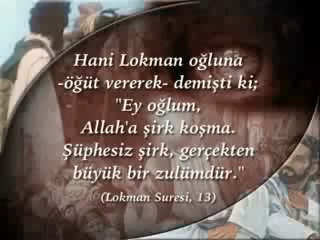 Hani Lokman oğluna
-öğüt vererek- demişti ki;
"Ey oğlum,
Allah'a şirk koşma.
Şüphesiz şirk, gerçekten
büyük bir zulümdür."
(Lokman Suresi, 13)